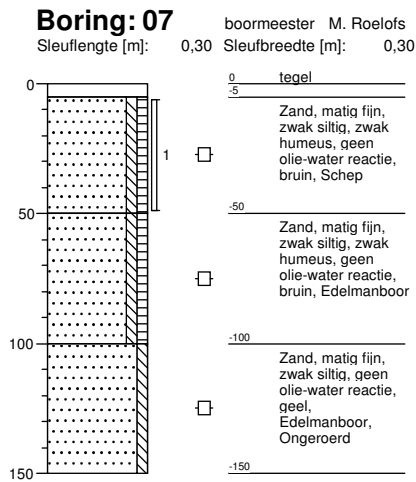 Boring: 07 boormeester M. Roelofs
Sleuflengte [m]: 0,30 Sleufbreedte [m]: 0,30
0
50
100
150
1
0 tegel
-5
Zand, matig fijn,
zwak siltig, zwak
humeus, geen
olie-water reactie,
bruin, Schep
-50
Zand, matig fijn,
zwak siltig, zwak
humeus, geen
olie-water reactie,
bruin, Edelmanboor
-100
Zand, matig fijn,
zwak siltig, geen
olie-water reactie,
geel,
Edelmanboor,
Ongeroerd
-150